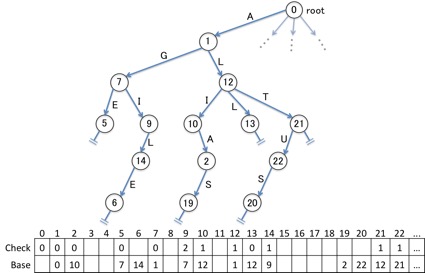 0 root
A
1
G L
7 12
E I I L T
5 9 10 13 21
L A U
14 2 22
E S S
6 19 20
0 1 2 3 4 5 6 7 8 9 10 11 12 13 14 15 16 17 18 19 20 21 22 ...
Check 0 0 0 0 2 1 1 0 1 1 1 ...
Base 0 10 7 14 1 7 12 1 12 9 2 22 12 21 ...